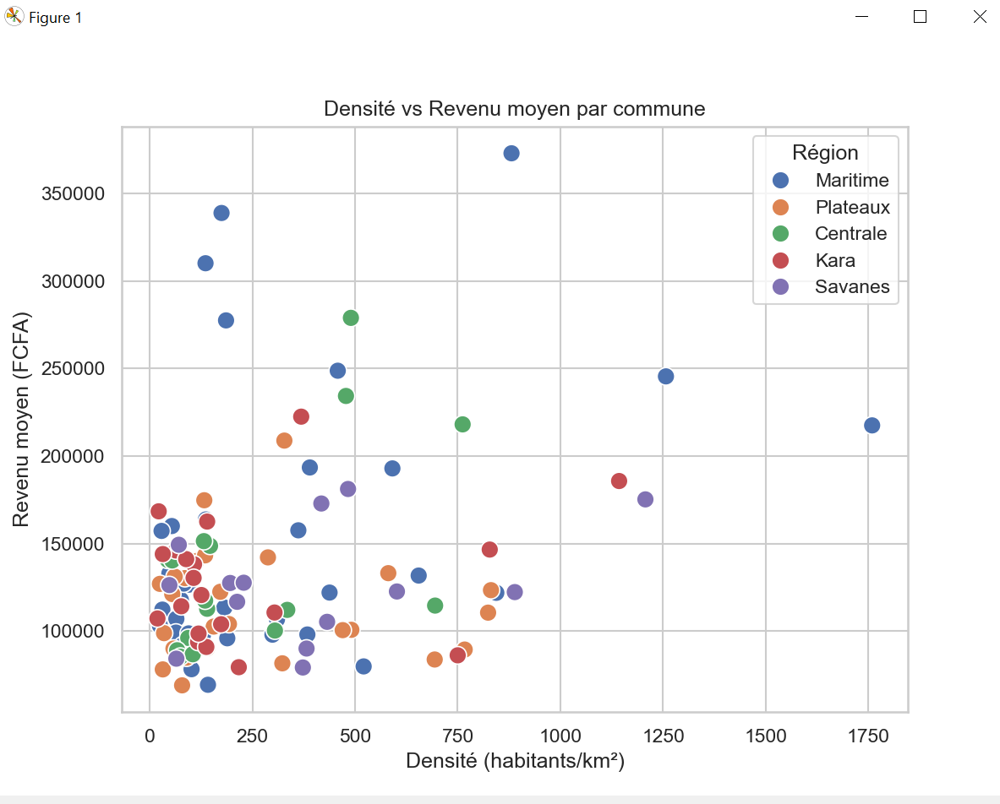 Figure 1
Densité vs Revenu moyen par commune
Région
Maritime
Plateaux
Centrale
Kara
Savanes
Revenu moyen (FCFA)
350000
300000
250000
200000
150000
100000
0 250 500 750 1000 1250 1500 1750
Densité (habitants/km²)